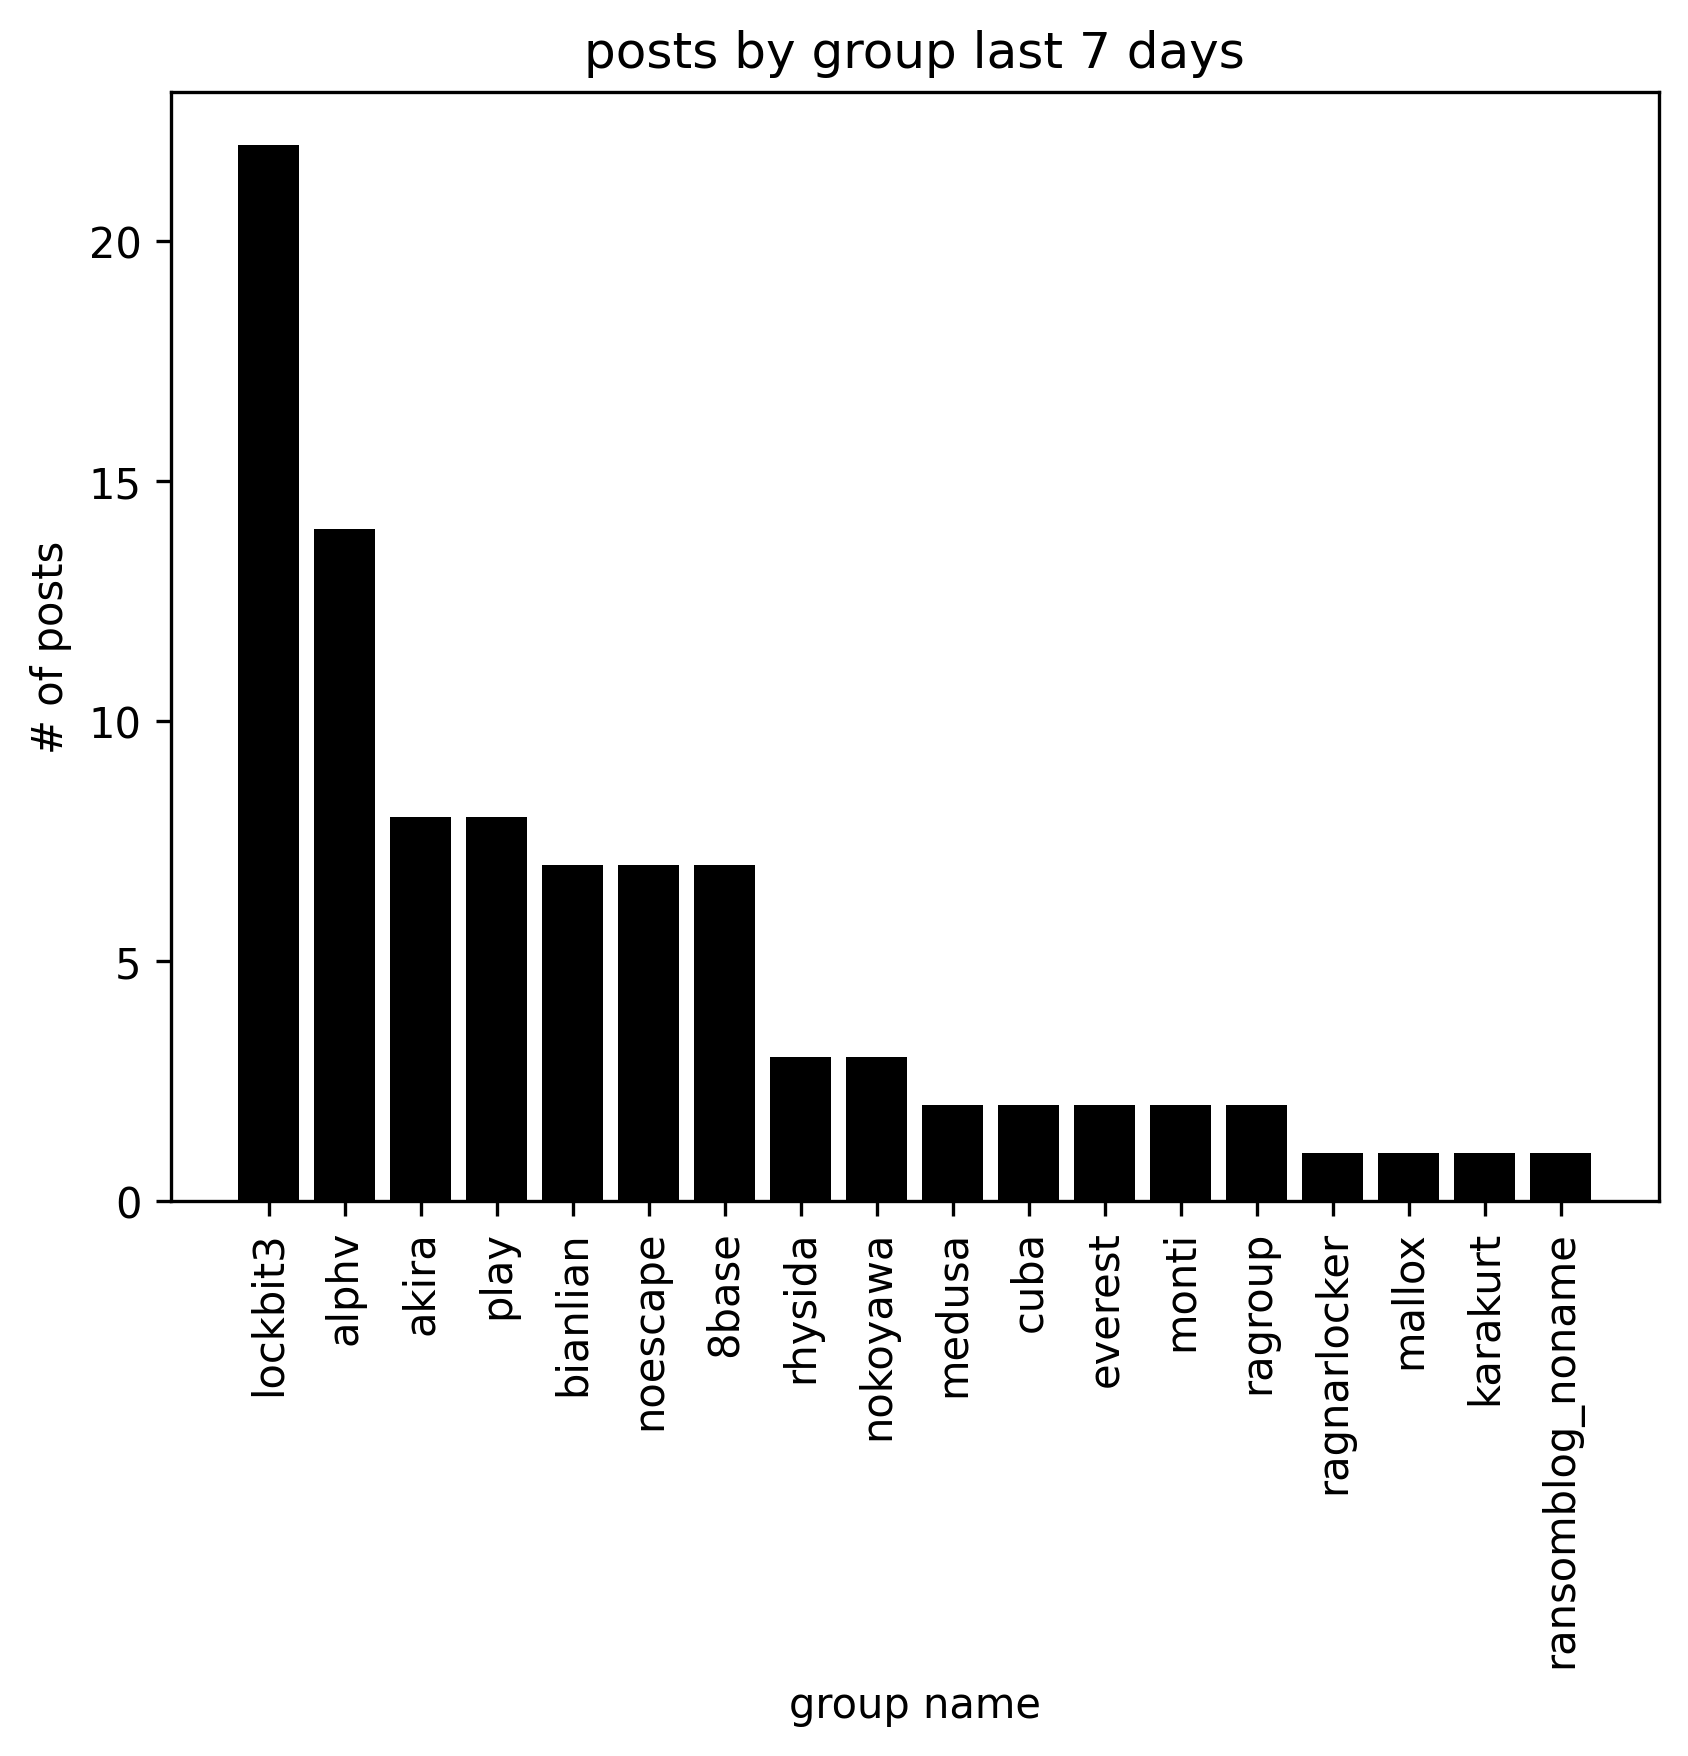 posts by group last 7 days
# of posts
20
15
10
5
0
lockbit3
alphv
akira
play
bianlian
noescape
8base
rhysida
nokoyawa
medusa
cuba
everest
monti
ragroup
ragnarlocker
mallox
karakurt
ransomblog_noname
group name